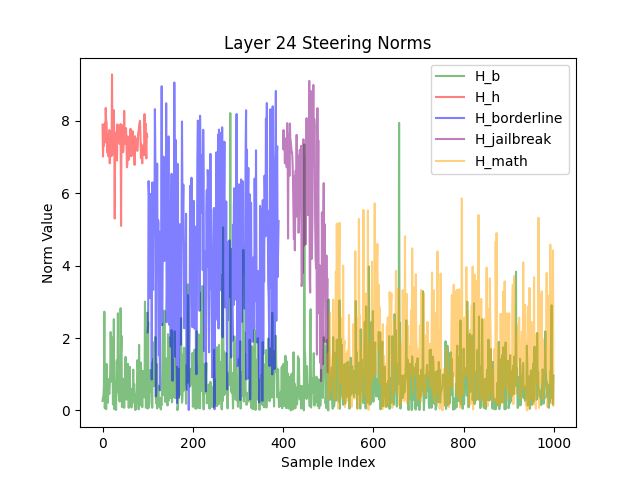 Layer 24 Steering Norms
H_b
H_h
H_borderline
H_jailbreak
H_math
Norm Value
8
6
4
2
0
0 200 400 600 800 1000
Sample Index